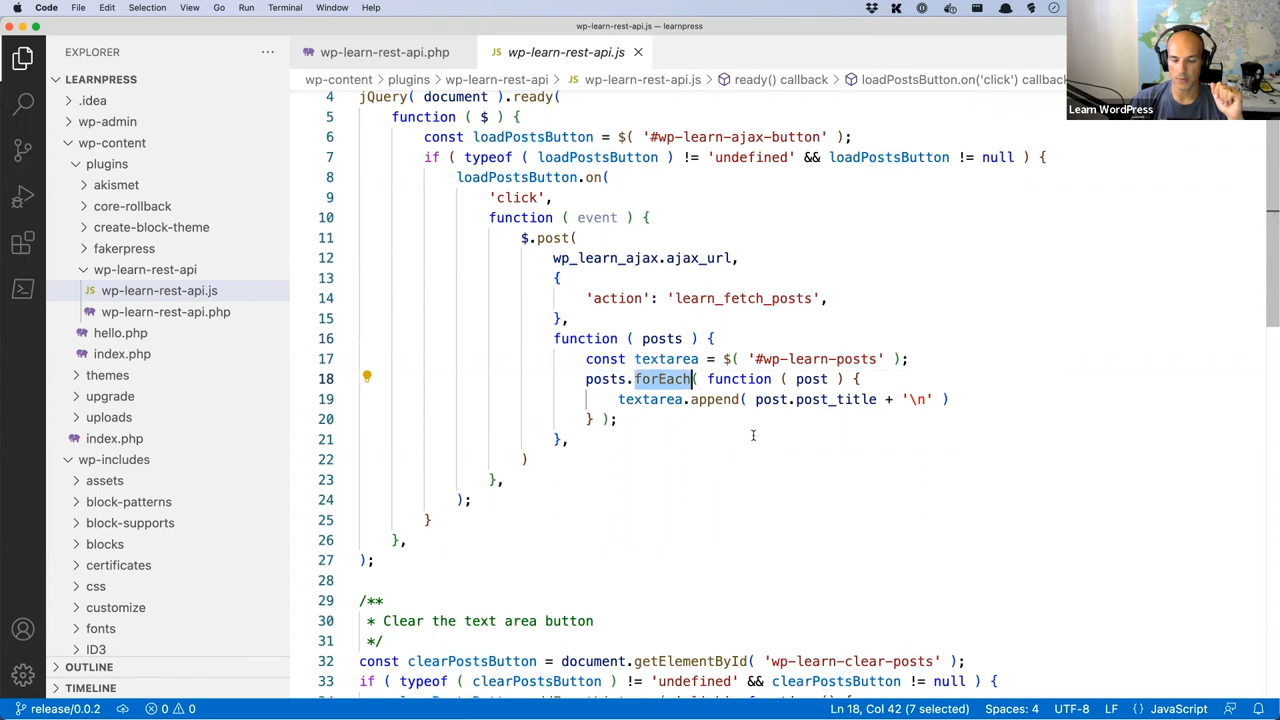 Code File Edit Selection View Go Run Terminal Window Help
wp-learn-rest-api.js — learnpress
EXPLORER
LEARNPRESS
.idea
wp-admin
wp-content
plugins
akismet
core-rollback
create-block-theme
fakerpress
wp-learn-rest-api
JS wp-learn-rest-api.js
wp-learn-rest-api.php
hello.php
index.php
themes
upgrade
uploads
index.php
wp-includes
assets
block-patterns
block-supports
blocks
certificates
css
customize
fonts
ID3
OUTLINE
TIMELINE
wp-learn-rest-api.php
JS wp-learn-rest-api.js
wp-content > plugins > wp-learn-rest-api > JS wp-learn-rest-api.js > ready() callback > loadPostsButton.on('click') callback
Learn WordPress
4 jQuery( document ).ready(
5 function ( $ ) {
6 const loadPostsButton = $( '#wp-learn-ajax-button' );
7 if ( typeof ( loadPostsButton ) != 'undefined' && loadPostsButton != null ) {
8 loadPostsButton.on(
9 'click',
10 function ( event ) {
11 $.post(
12 wp_learn_ajax.ajax_url,
13 {
14 'action': 'learn_fetch_posts',
15 },
16 function ( posts ) {
17 const textarea = $( '#wp-learn-posts' );
18 posts.forEach( function ( post ) {
19 textarea.append( post.post_title + '\n' )
20 } );
21 },
22 )
23 },
24 );
25 }
26 },
27 );
28
29 /**
30 * Clear the text area button
31 */
32 const clearPostsButton = document.getElementById( 'wp-learn-clear-posts' );
33 if ( typeof ( clearPostsButton ) != 'undefined' && clearPostsButton != null ) {
release/0.0.2 0 0 Ln 18, Col 42 (7 selected) Spaces: 4 UTF-8 LF {} JavaScript